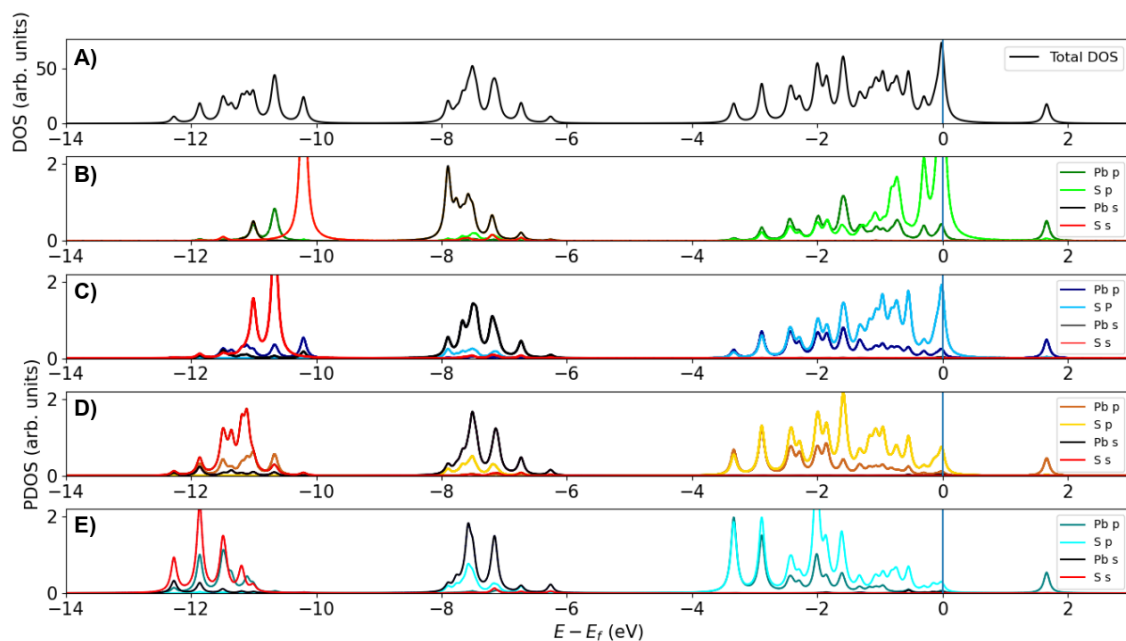 DOS (arb. units)
A)
50
0
Total DOS
−14 −12 −10 −8 −6 −4 −2 0 2
PDOS (arb. units)
B)
2
0
Pb p
S p
Pb s
S s
−14 −12 −10 −8 −6 −4 −2 0 2
C)
2
0
Pb p
S P
Pb s
S s
−14 −12 −10 −8 −6 −4 −2 0 2
D)
2
0
Pb p
S p
Pb s
S s
−14 −12 −10 −8 −6 −4 −2 0 2
E)
2
0
Pb p
S p
Pb s
S s
−14 −12 −10 −8 −6 −4 −2 0 2
E − E_f (eV)